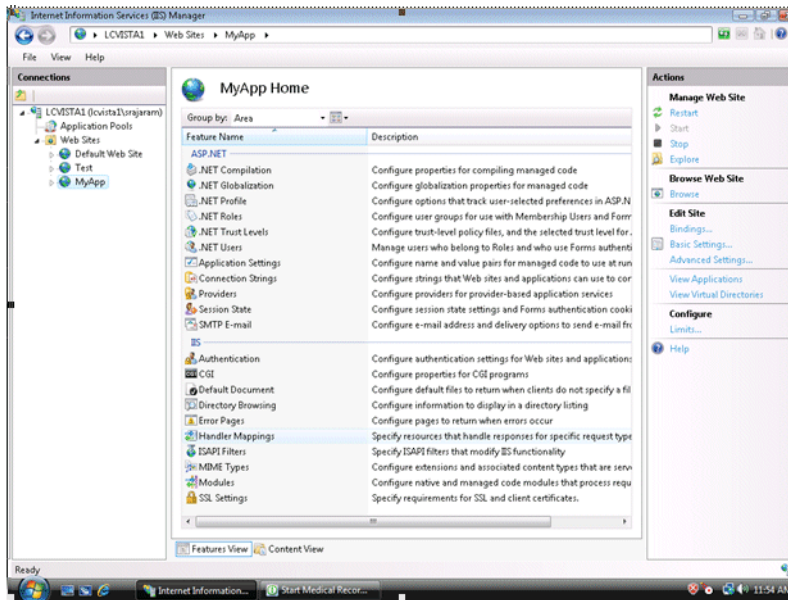 Internet Information Services (IIS) Manager
LCVISTA1 Web Sites MyApp
File View Help
Connections
LCVISTA1 (lcvista1\srajaram)
Application Pools
Web Sites
Default Web Site
Test
MyApp
MyApp Home
Group by: Area
Feature Name Description
ASP.NET
.NET Compilation Configure properties for compiling managed code
.NET Globalization Configure globalization properties for managed code
.NET Profile Configure options that track user-selected preferences in ASP.N
.NET Roles Configure user groups for use with Membership Users and Form
.NET Trust Levels Configure trust-level policy files, and the selected trust level for.
.NET Users Manage users who belong to Roles and who use Forms authenti
Application Settings Configure name and value pairs for managed code to use at run
Connection Strings Configure strings that Web sites and applications can use to cor
Providers Configure providers for provider-based application services
Session State Configure session state settings and Forms authentication cooki
SMTP E-mail Configure e-mail address and delivery options to send e-mail fro
IIS
Authentication Configure authentication settings for Web sites and applications
CGI Configure properties for CGI programs
Default Document Configure default files to return when clients do not specify a fil
Directory Browsing Configure information to display in a directory listing
Error Pages Configure pages to return when errors occur
Handler Mappings Specify resources that handle responses for specific request type
ISAPI Filters Specify ISAPI filters that modify IIS functionality
MIME Types Configure extensions and associated content types that are serv
Modules Configure native and managed code modules that process requ
SSL Settings Specify requirements for SSL and client certificates.
Features View Content View
Actions
Manage Web Site
Restart
Start
Stop
Explore
Browse Web Site
Browse
Edit Site
Bindings...
Basic Settings...
Advanced Settings...
View Applications
View Virtual Directories
Configure
Limits...
Help
Ready
Internet Information... Start Medical Recor... 11:54 AM